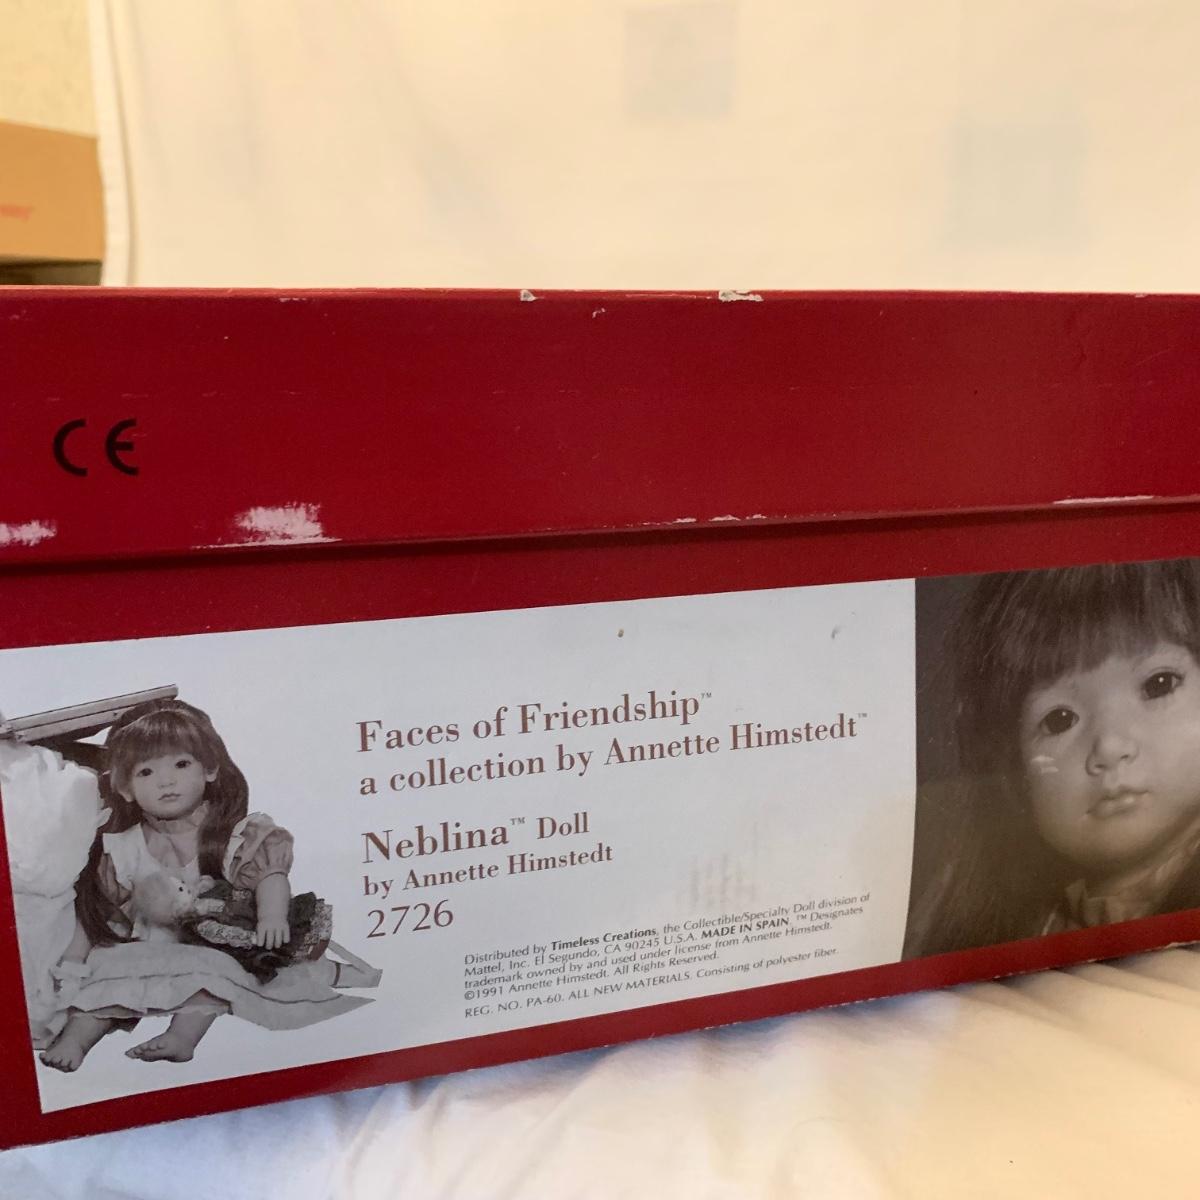 CE
Faces of Friendship™
a collection by Annette Himstedt™
Neblina™ Doll
by Annette Himstedt
2726
Distributed by Timeless Creations, the Collectible/Specialty Doll division of
Mattel, Inc. El Segundo, CA 90245 U.S.A. MADE IN SPAIN. ™ Designates
trademark owned by and used under license from Annette Himstedt.
©1991 Annette Himstedt. All Rights Reserved.
REG. NO. PA-60. ALL NEW MATERIALS. Consisting of polyester fiber.